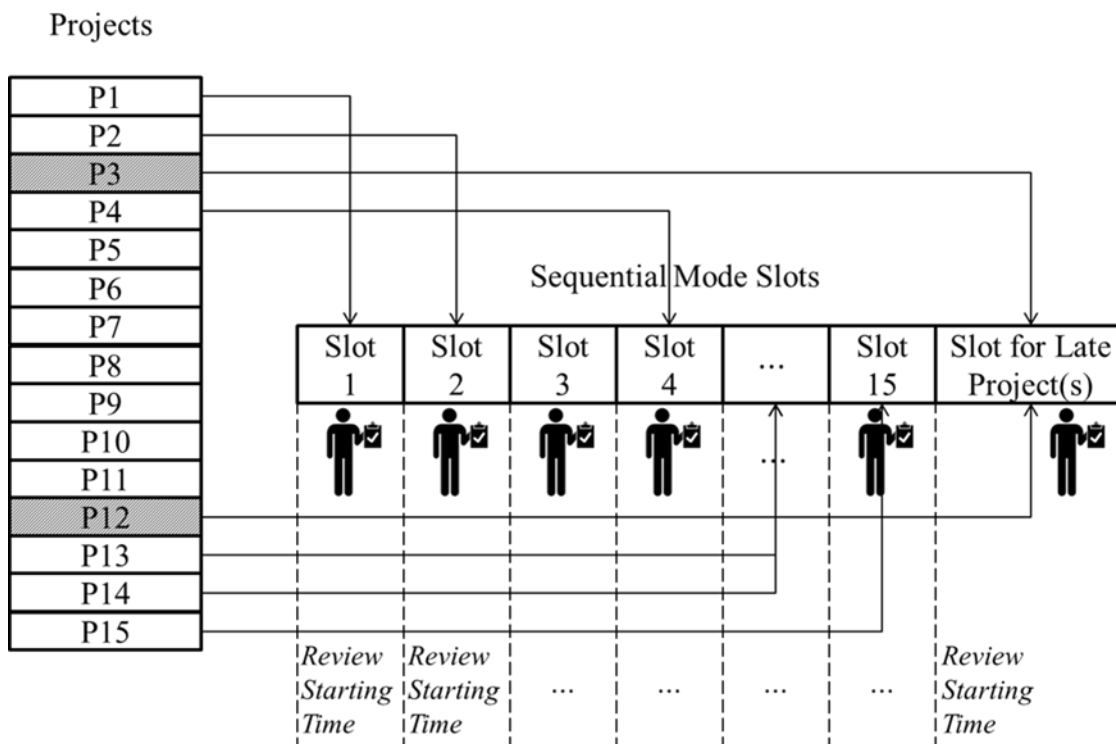 Projects
P1
P2
P3
P4
P5
P6
P7
P8
P9
P10
P11
P12
P13
P14
P15
Sequential Mode Slots
Slot 1
Slot 2
Slot 3
Slot 4
...
Slot 15
Slot for Late
Project(s)
...
Review
Starting
Time
Review
Starting
Time
...
...
...
...
Review
Starting
Time